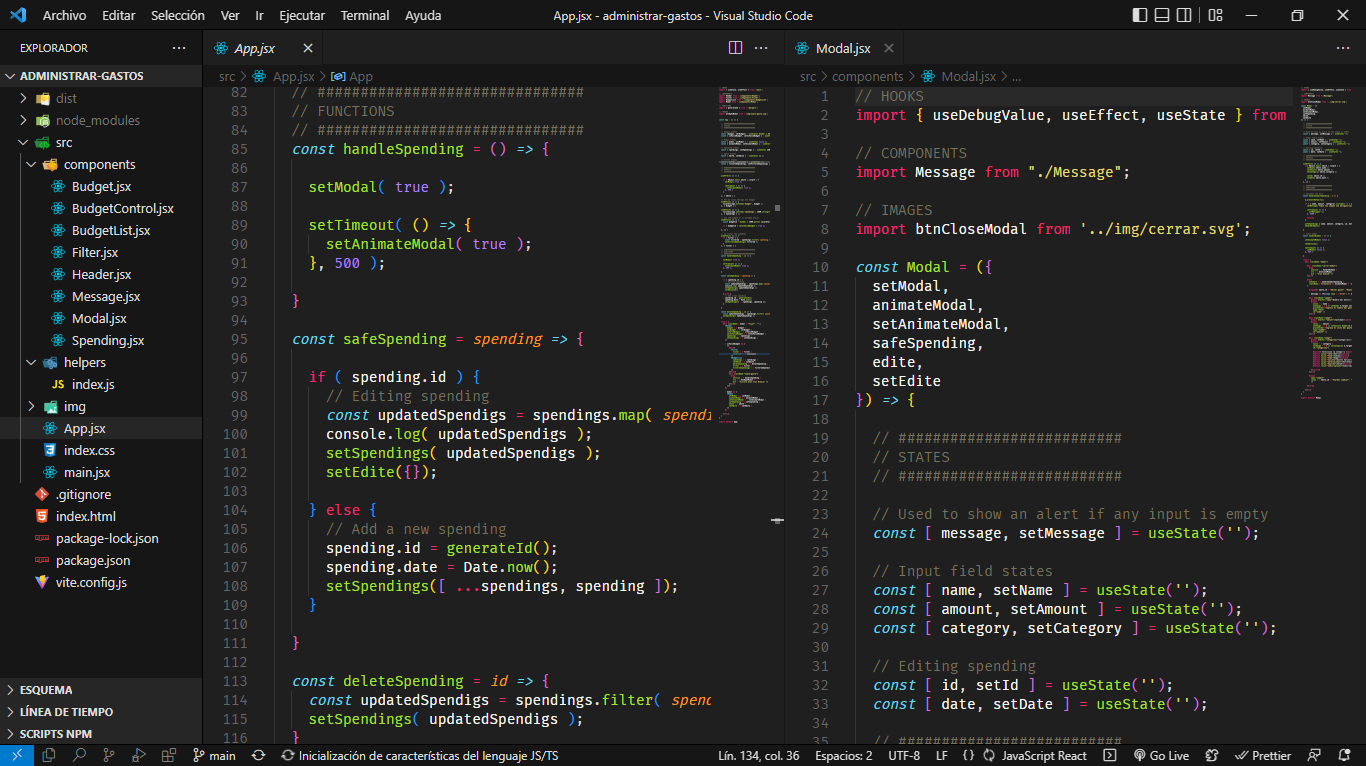 Archivo Editar Selección Ver Ir Ejecutar Terminal Ayuda
App.jsx - administrar-gastos - Visual Studio Code
EXPLORADOR
ADMINISTRAR-GASTOS
dist
node_modules
src
components
Budget.jsx
BudgetControl.jsx
BudgetList.jsx
Filter.jsx
Header.jsx
Message.jsx
Modal.jsx
Spending.jsx
helpers
JS index.js
img
App.jsx
index.css
main.jsx
.gitignore
index.html
package-lock.json
package.json
vite.config.js
ESQUEMA
LÍNEA DE TIEMPO
SCRIPTS NPM
App.jsx
src > App.jsx > App
82 // ###############################
83 // FUNCTIONS
84 // ###############################
85 const handleSpending = () => {
86
87 setModal( true );
88
89 setTimeout( () => {
90 setAnimateModal( true );
91 }, 500 );
92
93 }
94
95 const safeSpending = spending => {
96
97 if ( spending.id ) {
98 // Editing spending
99 const updatedSpendigs = spendings.map( spendi
100 console.log( updatedSpendigs );
101 setSpendings( updatedSpendigs );
102 setEdite({});
103
104 } else {
105 // Add a new spending
106 spending.id = generateId();
107 spending.date = Date.now();
108 setSpendings([ ...spendings, spending ]);
109 }
110
111 }
112
113 const deleteSpending = id => {
114 const updatedSpendigs = spendings.filter( spend
115 setSpendings( updatedSpendigs );
116 }
Modal.jsx
src > components > Modal.jsx > ...
1 // HOOKS
2 import { useDebugValue, useEffect, useState } from
3
4 // COMPONENTS
5 import Message from "./Message";
6
7 // IMAGES
8 import btnCloseModal from '../img/cerrar.svg';
9
10 const Modal = ({
11 setModal,
12 animateModal,
13 setAnimateModal,
14 safeSpending,
15 edite,
16 setEdite
17 }) => {
18
19 // ##########################
20 // STATES
21 // ##########################
22
23 // Used to show an alert if any input is empty
24 const [ message, setMessage ] = useState('');
25
26 // Input field states
27 const [ name, setName ] = useState('');
28 const [ amount, setAmount ] = useState('');
29 const [ category, setCategory ] = useState('');
30
31 // Editing spending
32 const [ id, setId ] = useState('');
33 const [ date, setDate ] = useState('');
34
35 // ##########################
main
Inicialización de características del lenguaje JS/TS
Lín. 134, col. 36 Espacios: 2 UTF-8 LF {} JavaScript React Go Live Prettier